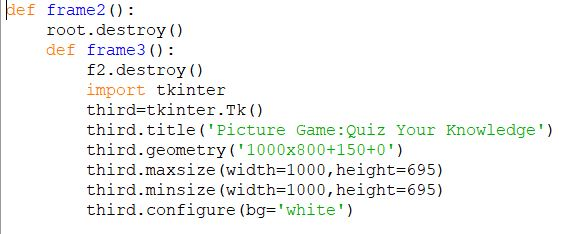 def frame2():
    root.destroy()
    def frame3():
        f2.destroy()
        import tkinter
        third=tkinter.Tk()
        third.title('Picture Game:Quiz Your Knowledge')
        third.geometry('1000x800+150+0')
        third.maxsize(width=1000,height=695)
        third.minsize(width=1000,height=695)
        third.configure(bg='white')